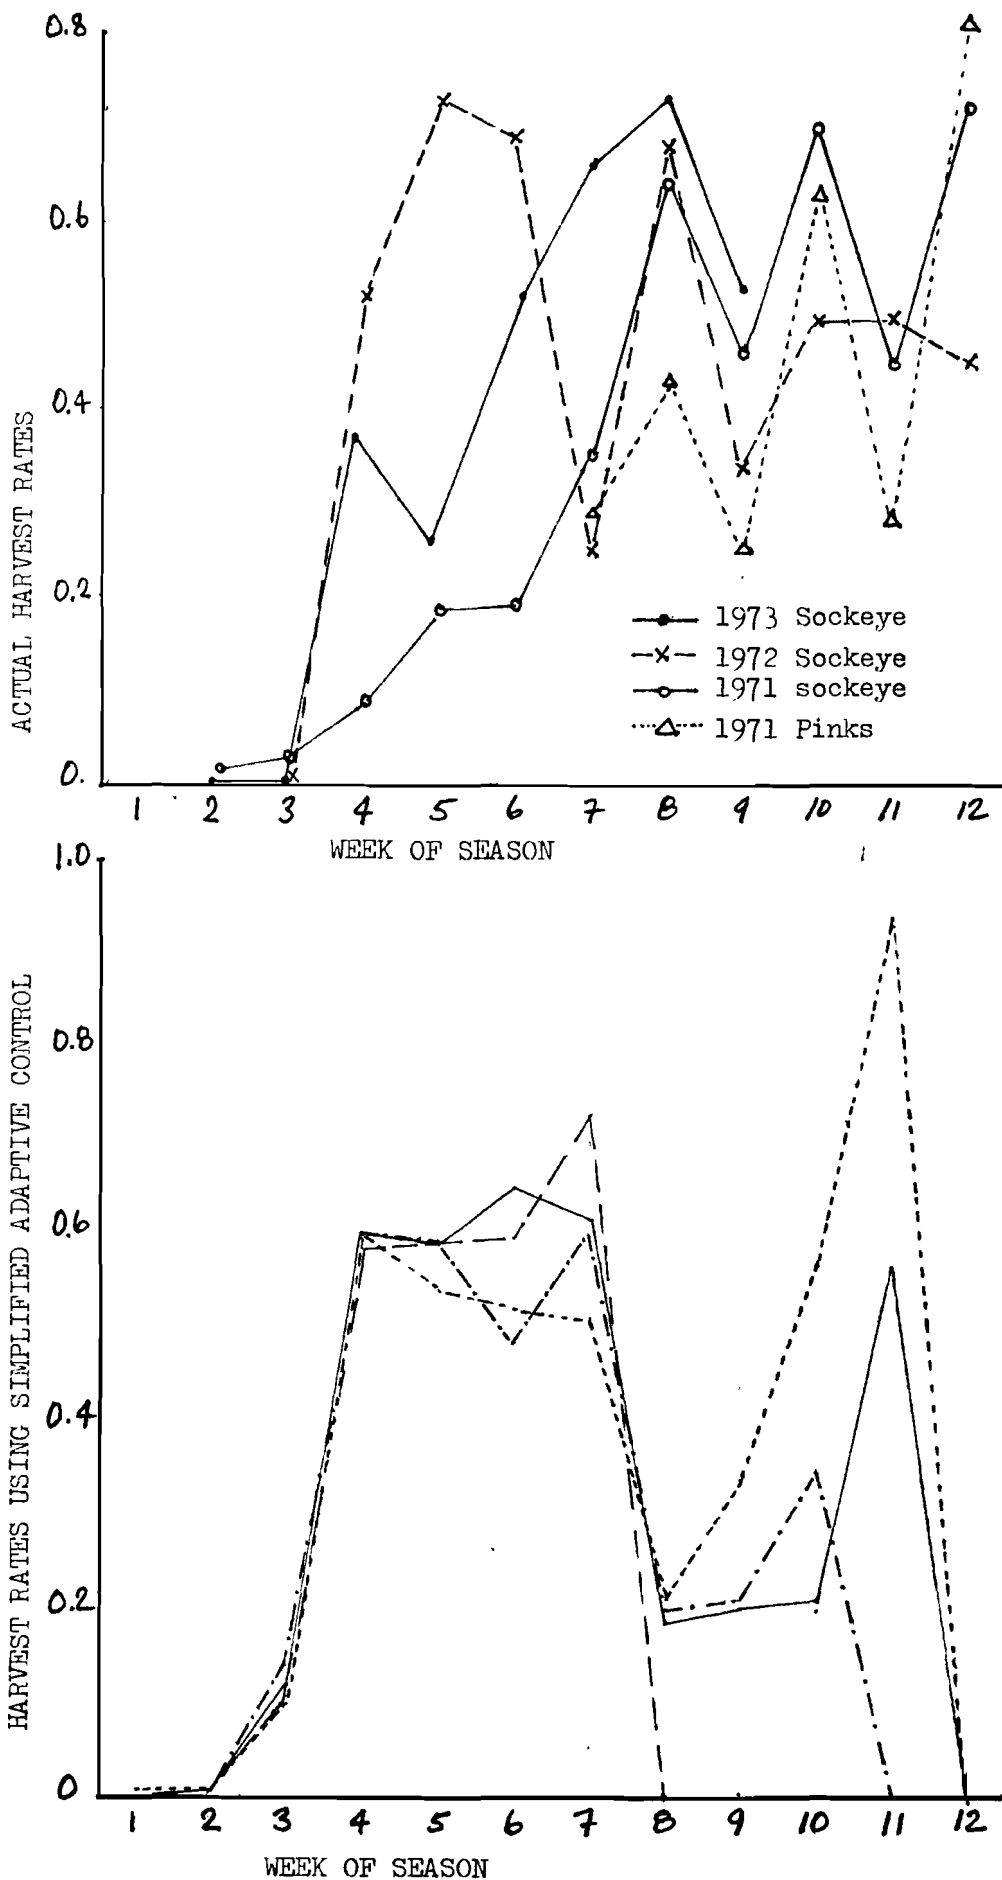 0.8
0.6
0.4
0.2
0.
ACTUAL HARVEST RATES
1973 Sockeye
1972 Sockeye
1971 sockeye
1971 Pinks
1 2 3 4 5 6 7 8 9 10 11 12
WEEK OF SEASON
1.0
0.8
0.6
0.4
0.2
0
HARVEST RATES USING SIMPLIFIED ADAPTIVE CONTROL
1 2 3 4 5 6 7 8 9 10 11 12
WEEK OF SEASON